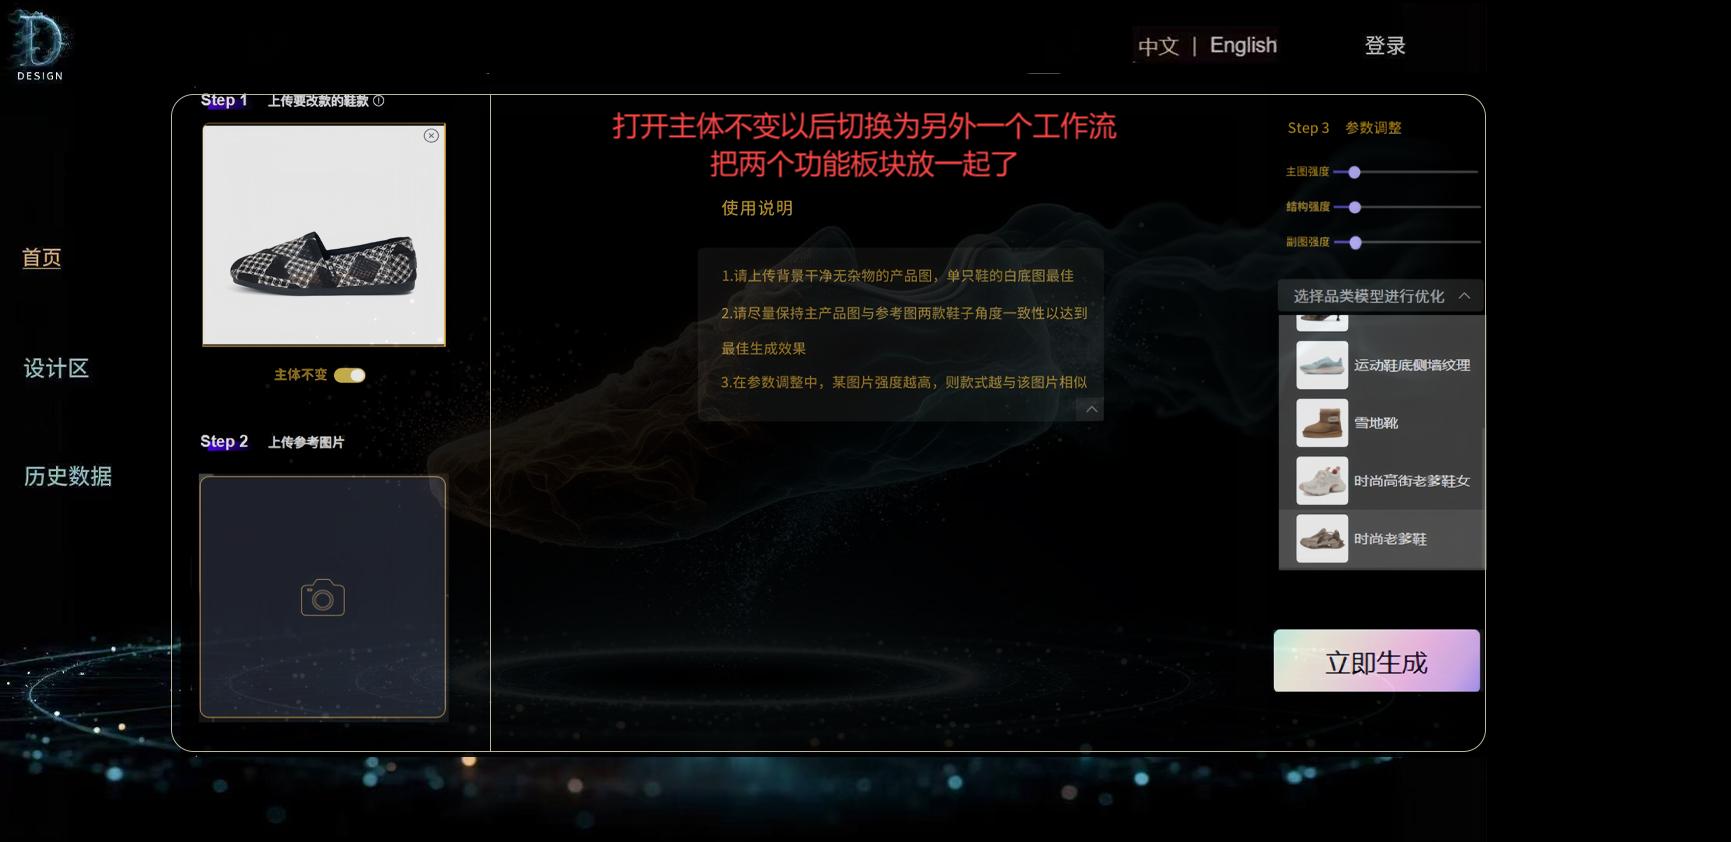 DESIGN
中文 | English
登录
首页
设计区
历史数据
Step 1 上传要改款的鞋款
主体不变
Step 2 上传参考图片
打开主体不变以后切换为另外一个工作流
把两个功能板块放一起了
使用说明
1.请上传背景干净无杂物的产品图，单只鞋的白底图最佳
2.请尽量保持主产品图与参考图两款鞋子角度一致性以达到
最佳生成效果
3.在参数调整中，某图片强度越高，则款式越与该图片相似
Step 3 参数调整
主图强度
结构强度
副图强度
选择品类模型进行优化
运动鞋底侧墙纹理
雪地靴
时尚高街老爹鞋女
时尚老爹鞋
立即生成